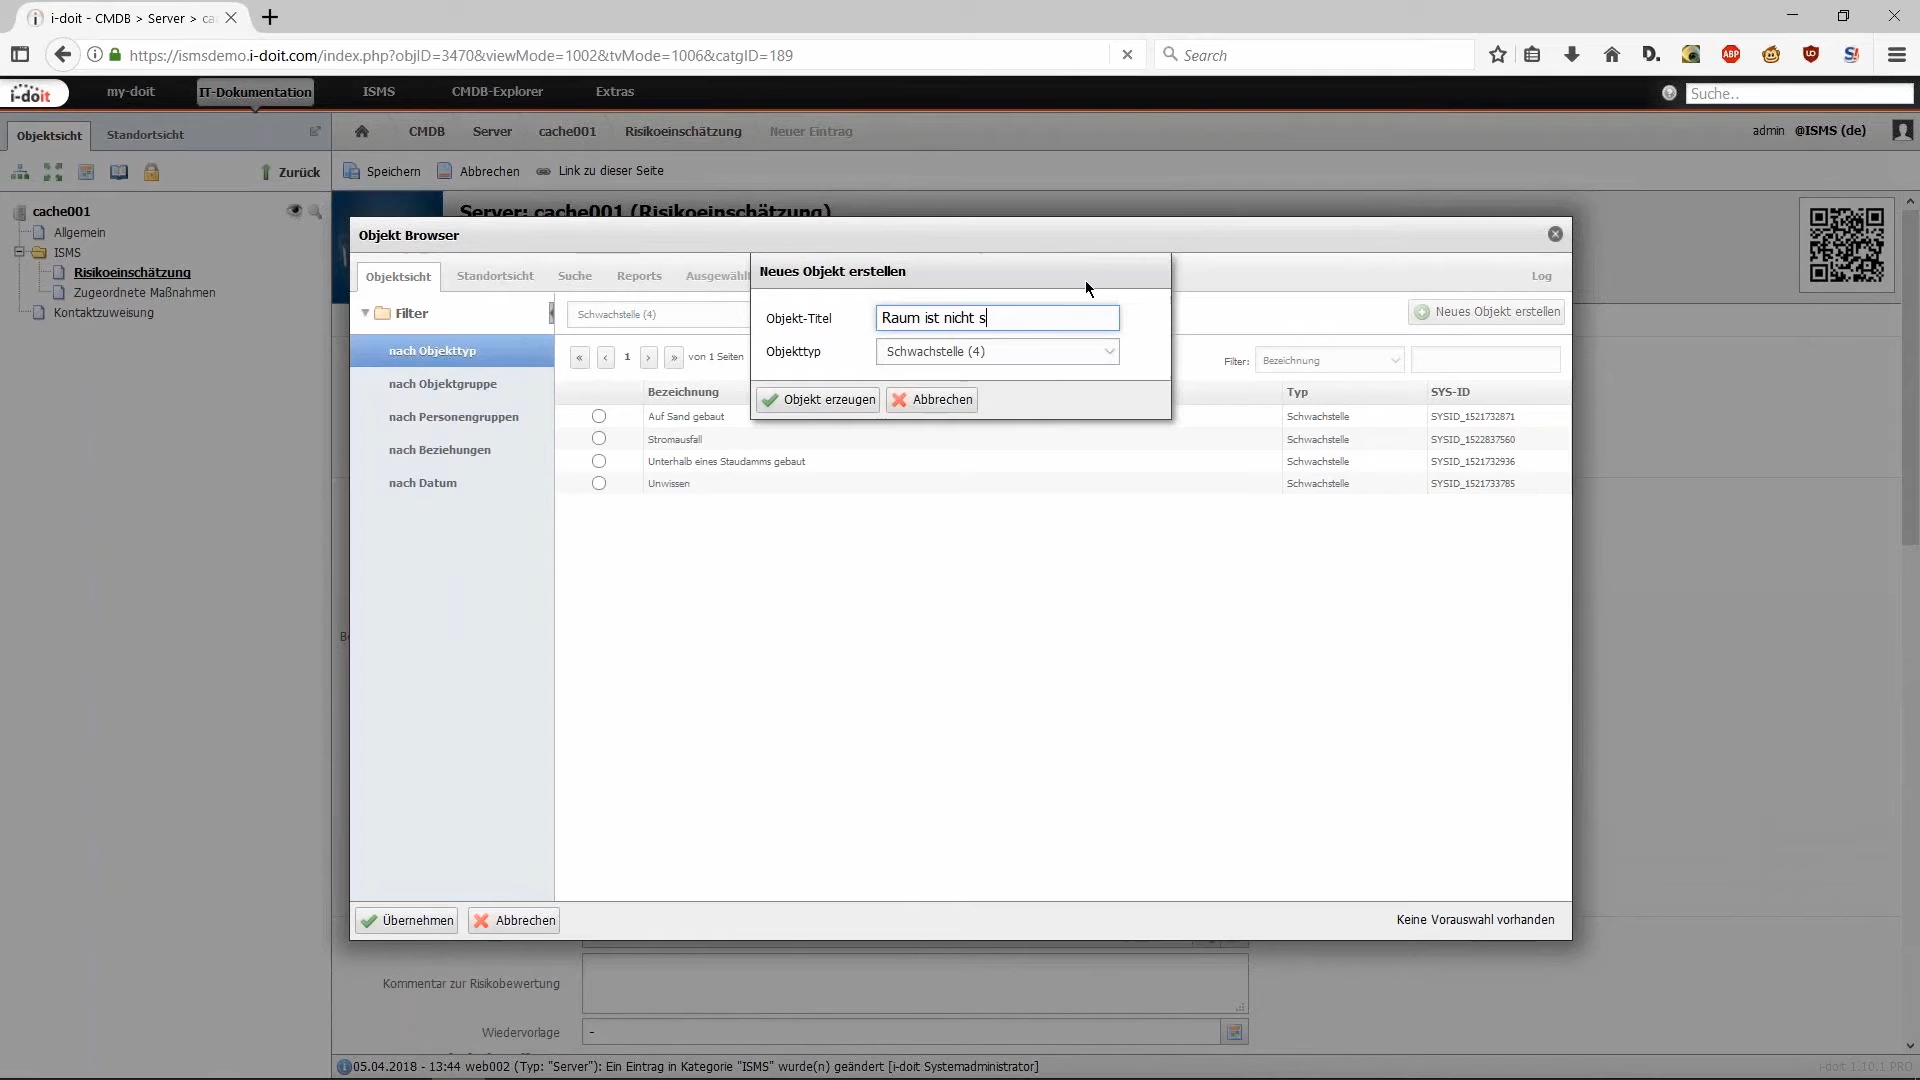 i-doit - CMDB > Server > ca
https://ismsdemo.i-doit.com/index.php?objID=3470&viewMode=1002&tvMode=1006&catgID=189
Search
D.
ABP
S!
i-doit
my-doit
IT-Dokumentation
ISMS
CMDB-Explorer
Extras
Suche..
Objektsicht
Standortsicht
CMDB
Server
cache001
Risikoeinschätzung
Neuer Eintrag
admin @ISMS (de)
Zurück
Speichern
Abbrechen
Link zu dieser Seite
cache001
Allgemein
ISMS
Risikoeinschätzung
Zugeordnete Maßnahmen
Kontaktzuweisung
Server: cache001 (Risikoeinschätzung)
Objekt Browser
Objektsicht
Standortsicht
Suche
Reports
Ausgewählt
Log
Neues Objekt erstellen
Objekt-Titel
Raum ist nicht s
Objekttyp
Schwachstelle (4)
Objekt erzeugen
Abbrechen
Filter
nach Objekttyp
nach Objektgruppe
nach Personengruppen
nach Beziehungen
nach Datum
Schwachstelle (4)
Neues Objekt erstellen
« ‹ 1 › » von 1 Seiten
Filter:
Bezeichnung
Bezeichnung Typ SYS-ID
Auf Sand gebaut Schwachstelle SYSID_1521732871
Stromausfall Schwachstelle SYSID_1522837560
Unterhalb eines Staudamms gebaut Schwachstelle SYSID_1521732936
Unwissen Schwachstelle SYSID_1521733785
Übernehmen
Abbrechen
Keine Vorauswahl vorhanden
Kommentar zur Risikobewertung
Wiedervorlage
-
05.04.2018 - 13:44 web002 (Typ: "Server"): Ein Eintrag in Kategorie "ISMS" wurde(n) geändert [i-doit Systemadministrator]
i-doit 1.10.1 PRO